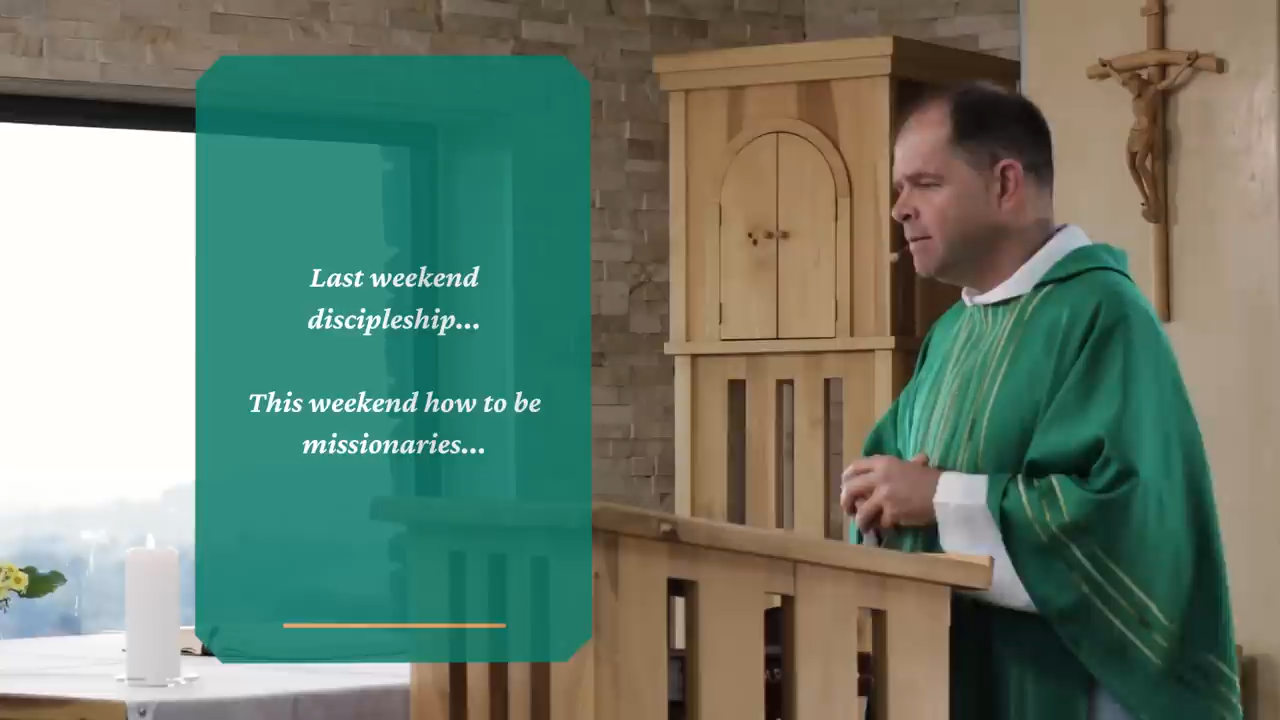 Last weekend
discipleship...
This weekend how to be
missionaries...